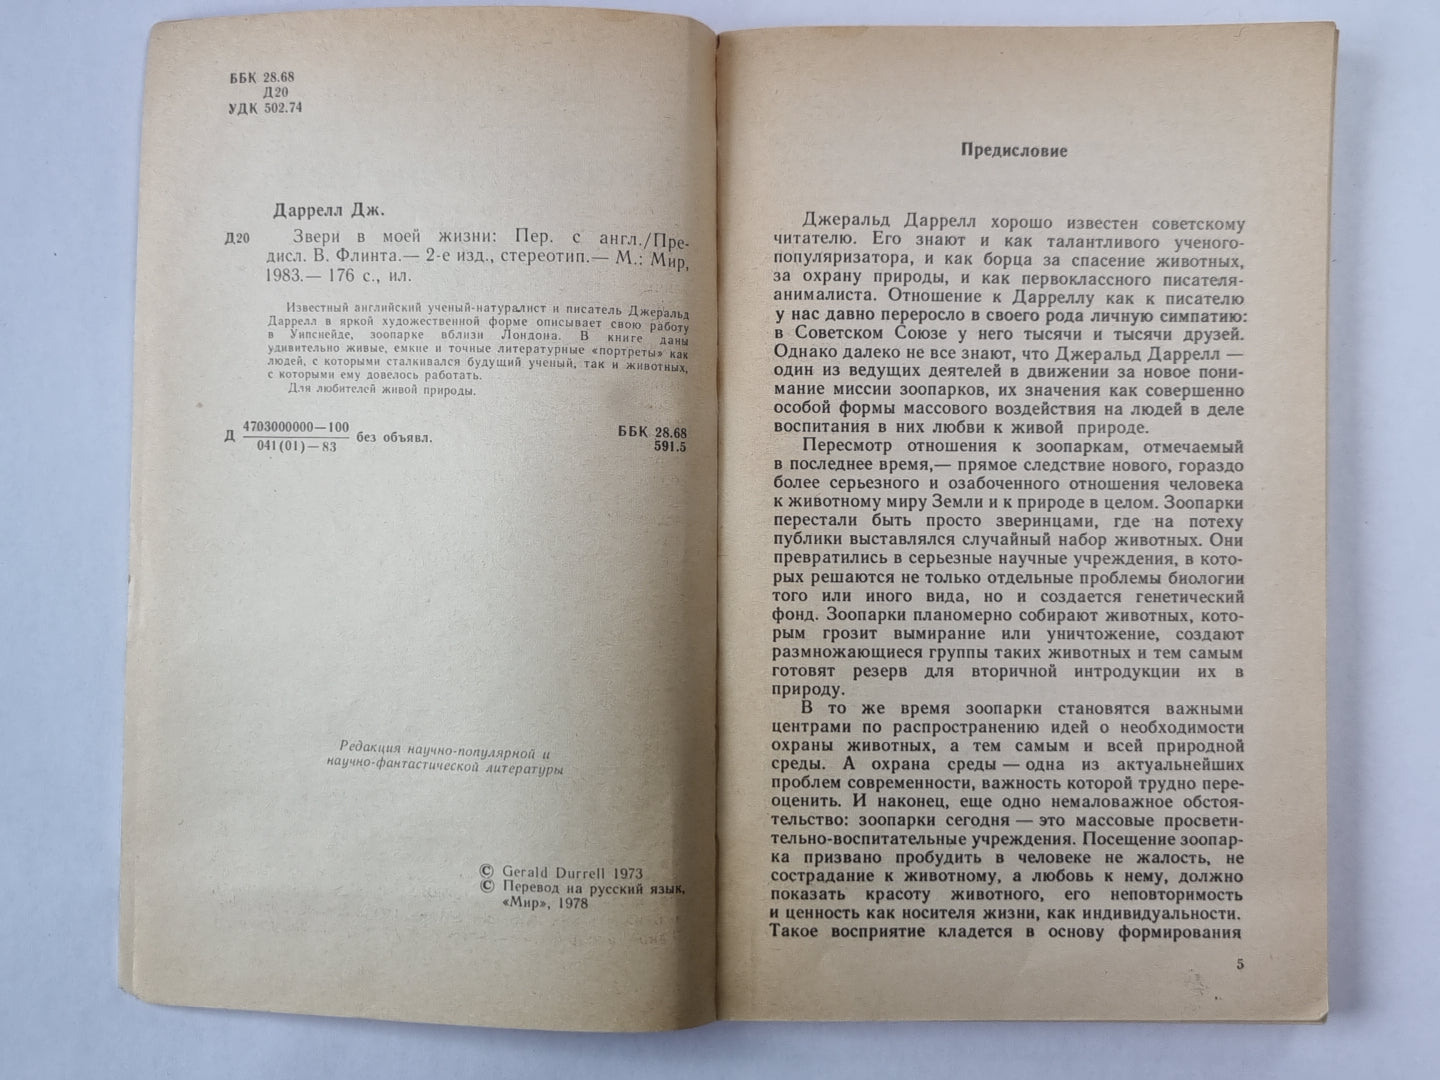 ББК 28.68
Д20
УДК 502.74
Даррелл Дж.
Д20 Звери в моей жизни: Пер. с англ./Пре-
дисл. В. Флинта.— 2-е изд., стереотип.— М.: Мир,
1983.— 176 с., ил.
Известный английский ученый-натуралист и писатель Джеральд
Даррелл в яркой художественной форме описывает свою работу
в Уипснейде, зоопарке вблизи Лондона. В книге даны
удивительно живые, емкие и точные литературные «портреты» как
людей, с которыми сталкивался будущий ученый, так и животных,
с которыми ему довелось работать.
Для любителей живой природы.
Д 4703000000—100
041(01)—83 без объявл.
ББК 28.68
591.5
Редакция научно-популярной и
научно-фантастической литературы
© Gerald Durrell 1973
© Перевод на русский язык,
«Мир», 1978
Предисловие
Джеральд Даррелл хорошо известен советскому
читателю. Его знают и как талантливого ученого-
популяризатора, и как борца за спасение животных,
за охрану природы, и как первоклассного писателя-
анималиста. Отношение к Дарреллу как к писателю
у нас давно переросло в своего рода личную симпатию:
в Советском Союзе у него тысячи и тысячи друзей.
Однако далеко не все знают, что Джеральд Даррелл —
один из ведущих деятелей в движении за новое пони-
мание миссии зоопарков, их значения как совершенно
особой формы массового воздействия на людей в деле
воспитания в них любви к живой природе.
Пересмотр отношения к зоопаркам, отмечаемый
в последнее время,— прямое следствие нового, гораздо
более серьезного и озабоченного отношения человека
к животному миру Земли и к природе в целом. Зоопарки
перестали быть просто зверинцами, где на потеху
публики выставлялся случайный набор животных. Они
превратились в серьезные научные учреждения, в кото-
рых решаются не только отдельные проблемы биологии
того или иного вида, но и создается генетический
фонд. Зоопарки планомерно собирают животных, кото-
рым грозит вымирание или уничтожение, создают
размножающиеся группы таких животных и тем самым
готовят резерв для вторичной интродукции их в
природу.
В то же время зоопарки становятся важными
центрами по распространению идей о необходимости
охраны животных, а тем самым и всей природной
среды. А охрана среды — одна из актуальнейших
проблем современности, важность которой трудно пере-
оценить. И наконец, еще одно немаловажное обстоя-
тельство: зоопарки сегодня — это массовые просвети-
тельно-воспитательные учреждения. Посещение зоопар-
ка призвано пробудить в человеке не жалость, не
сострадание к животному, а любовь к нему, должно
показать красоту животного, его неповторимость
и ценность как носителя жизни, как индивидуальности.
Такое восприятие кладется в основу формирования
5